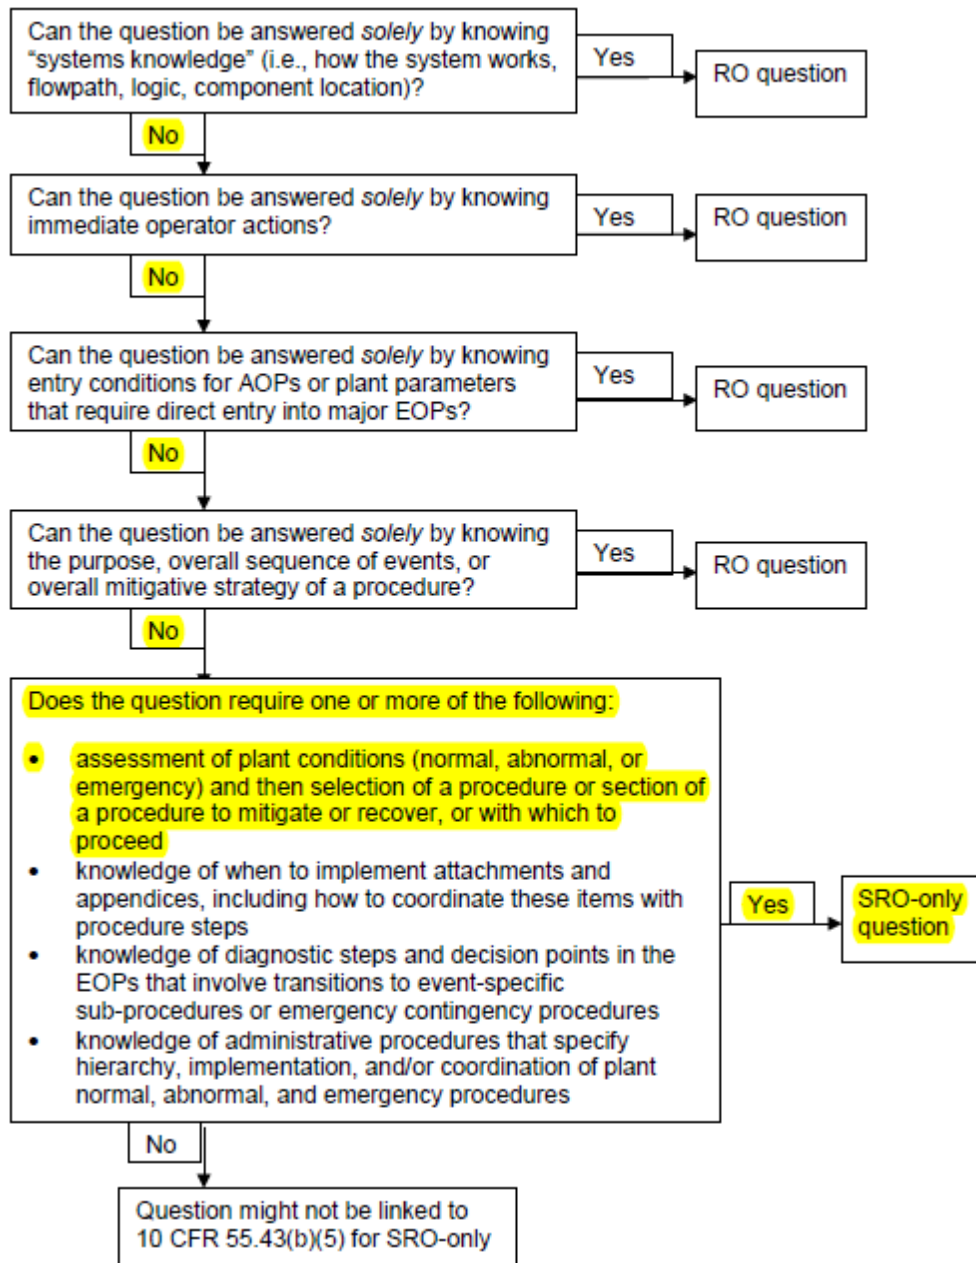 Can the question be answered solely by knowing
“systems knowledge” (i.e., how the system works,
flowpath, logic, component location)?
Yes
RO question
No
Can the question be answered solely by knowing
immediate operator actions?
Yes
RO question
No
Can the question be answered solely by knowing
entry conditions for AOPs or plant parameters
that require direct entry into major EOPs?
Yes
RO question
No
Can the question be answered solely by knowing
the purpose, overall sequence of events, or
overall mitigative strategy of a procedure?
Yes
RO question
No
Does the question require one or more of the following:
• assessment of plant conditions (normal, abnormal, or
emergency) and then selection of a procedure or section of
a procedure to mitigate or recover, or with which to
proceed
• knowledge of when to implement attachments and
appendices, including how to coordinate these items with
procedure steps
• knowledge of diagnostic steps and decision points in the
EOPs that involve transitions to event-specific
sub-procedures or emergency contingency procedures
• knowledge of administrative procedures that specify
hierarchy, implementation, and/or coordination of plant
normal, abnormal, and emergency procedures
Yes
SRO-only
question
No
Question might not be linked to
10 CFR 55.43(b)(5) for SRO-only